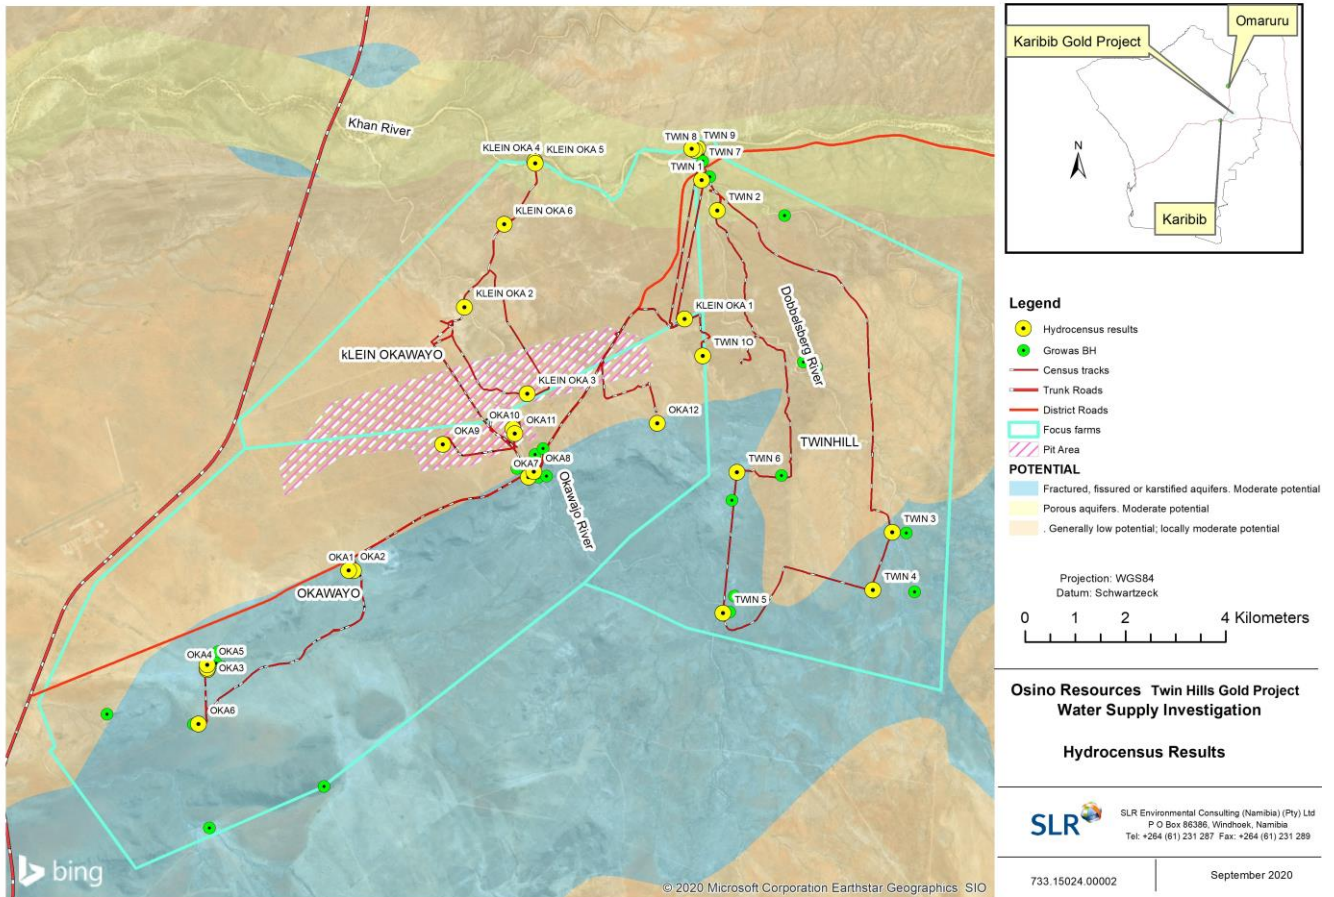 Khan River
KLEIN OKA 4
KLEIN OKA 5
TWIN 8
TWIN 9
TWIN 7
TWIN 1
TWIN 2
KLEIN OKA 6
KLEIN OKA 2
KLEIN OKA 1
Dobbelsberg River
kLEIN OKAWAYO
TWIN 1O
KLEIN OKA 3
OKA10
OKA11
OKA12
OKA9
TWINHILL
OKA7
OKA8
TWIN 6
Okawajo River
TWIN 3
OKA1
OKA2
OKAWAYO
TWIN 4
TWIN 5
OKA4
OKA5
OKA3
OKA6
bing
© 2020 Microsoft Corporation Earthstar Geographics SIO
Omaruru
Karibib Gold Project
N
Karibib
Legend
Hydrocensus results
Growas BH
Census tracks
Trunk Roads
District Roads
Focus farms
Pit Area
POTENTIAL
Fractured, fissured or karstified aquifers. Moderate potential
Porous aquifers. Moderate potential
. Generally low potential; locally moderate potential
Projection: WGS84
Datum: Schwartzeck
0 1 2 4 Kilometers
Osino Resources Twin Hills Gold Project
Water Supply Investigation
Hydrocensus Results
SLR
SLR Environmental Consulting (Namibia) (Pty) Ltd
P O Box 86386, Windhoek, Namibia
Tel: +264 (61) 231 287 Fax: +264 (61) 231 289
733.15024.00002
September 2020